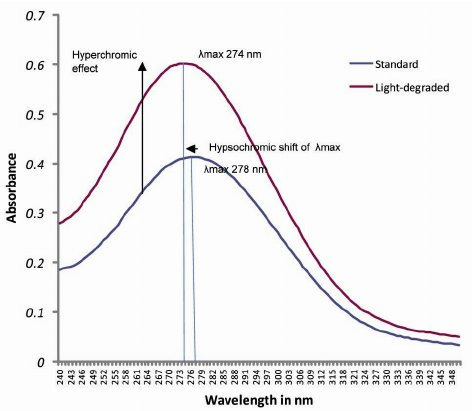 0.7
0.6
0.5
0.4
0.3
0.2
0.1
0
Absorbance
Hyperchromic
effect
λmax 274 nm
Hypsochromic shift of λmax
λmax 278 nm
Standard
Light-degraded
240 243 246 249 252 255 258 261 264 267 270 273 276 279 282 285 288 291 294 297 300 303 306 309 312 315 318 321 324 327 330 333 336 339 342 345 348
Wavelength in nm